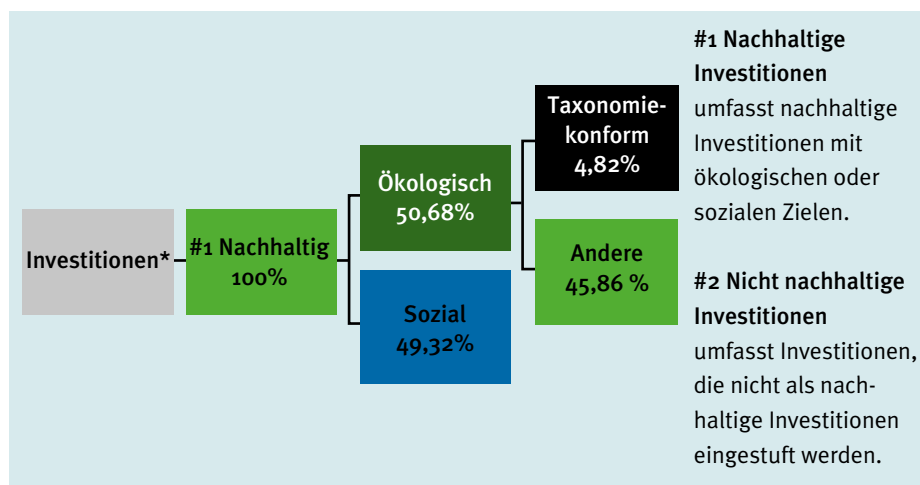 Investitionen*
#1 Nachhaltig
100%
Ökologisch
50,68%
Sozial
49,32%
Taxonomie-
konform
4,82%
Andere
45,86 %
#1 Nachhaltige
Investitionen
umfasst nachhaltige
Investitionen mit
ökologischen oder
sozialen Zielen.
#2 Nicht nachhaltige
Investitionen
umfasst Investitionen,
die nicht als nach-
haltige Investitionen
eingestuft werden.